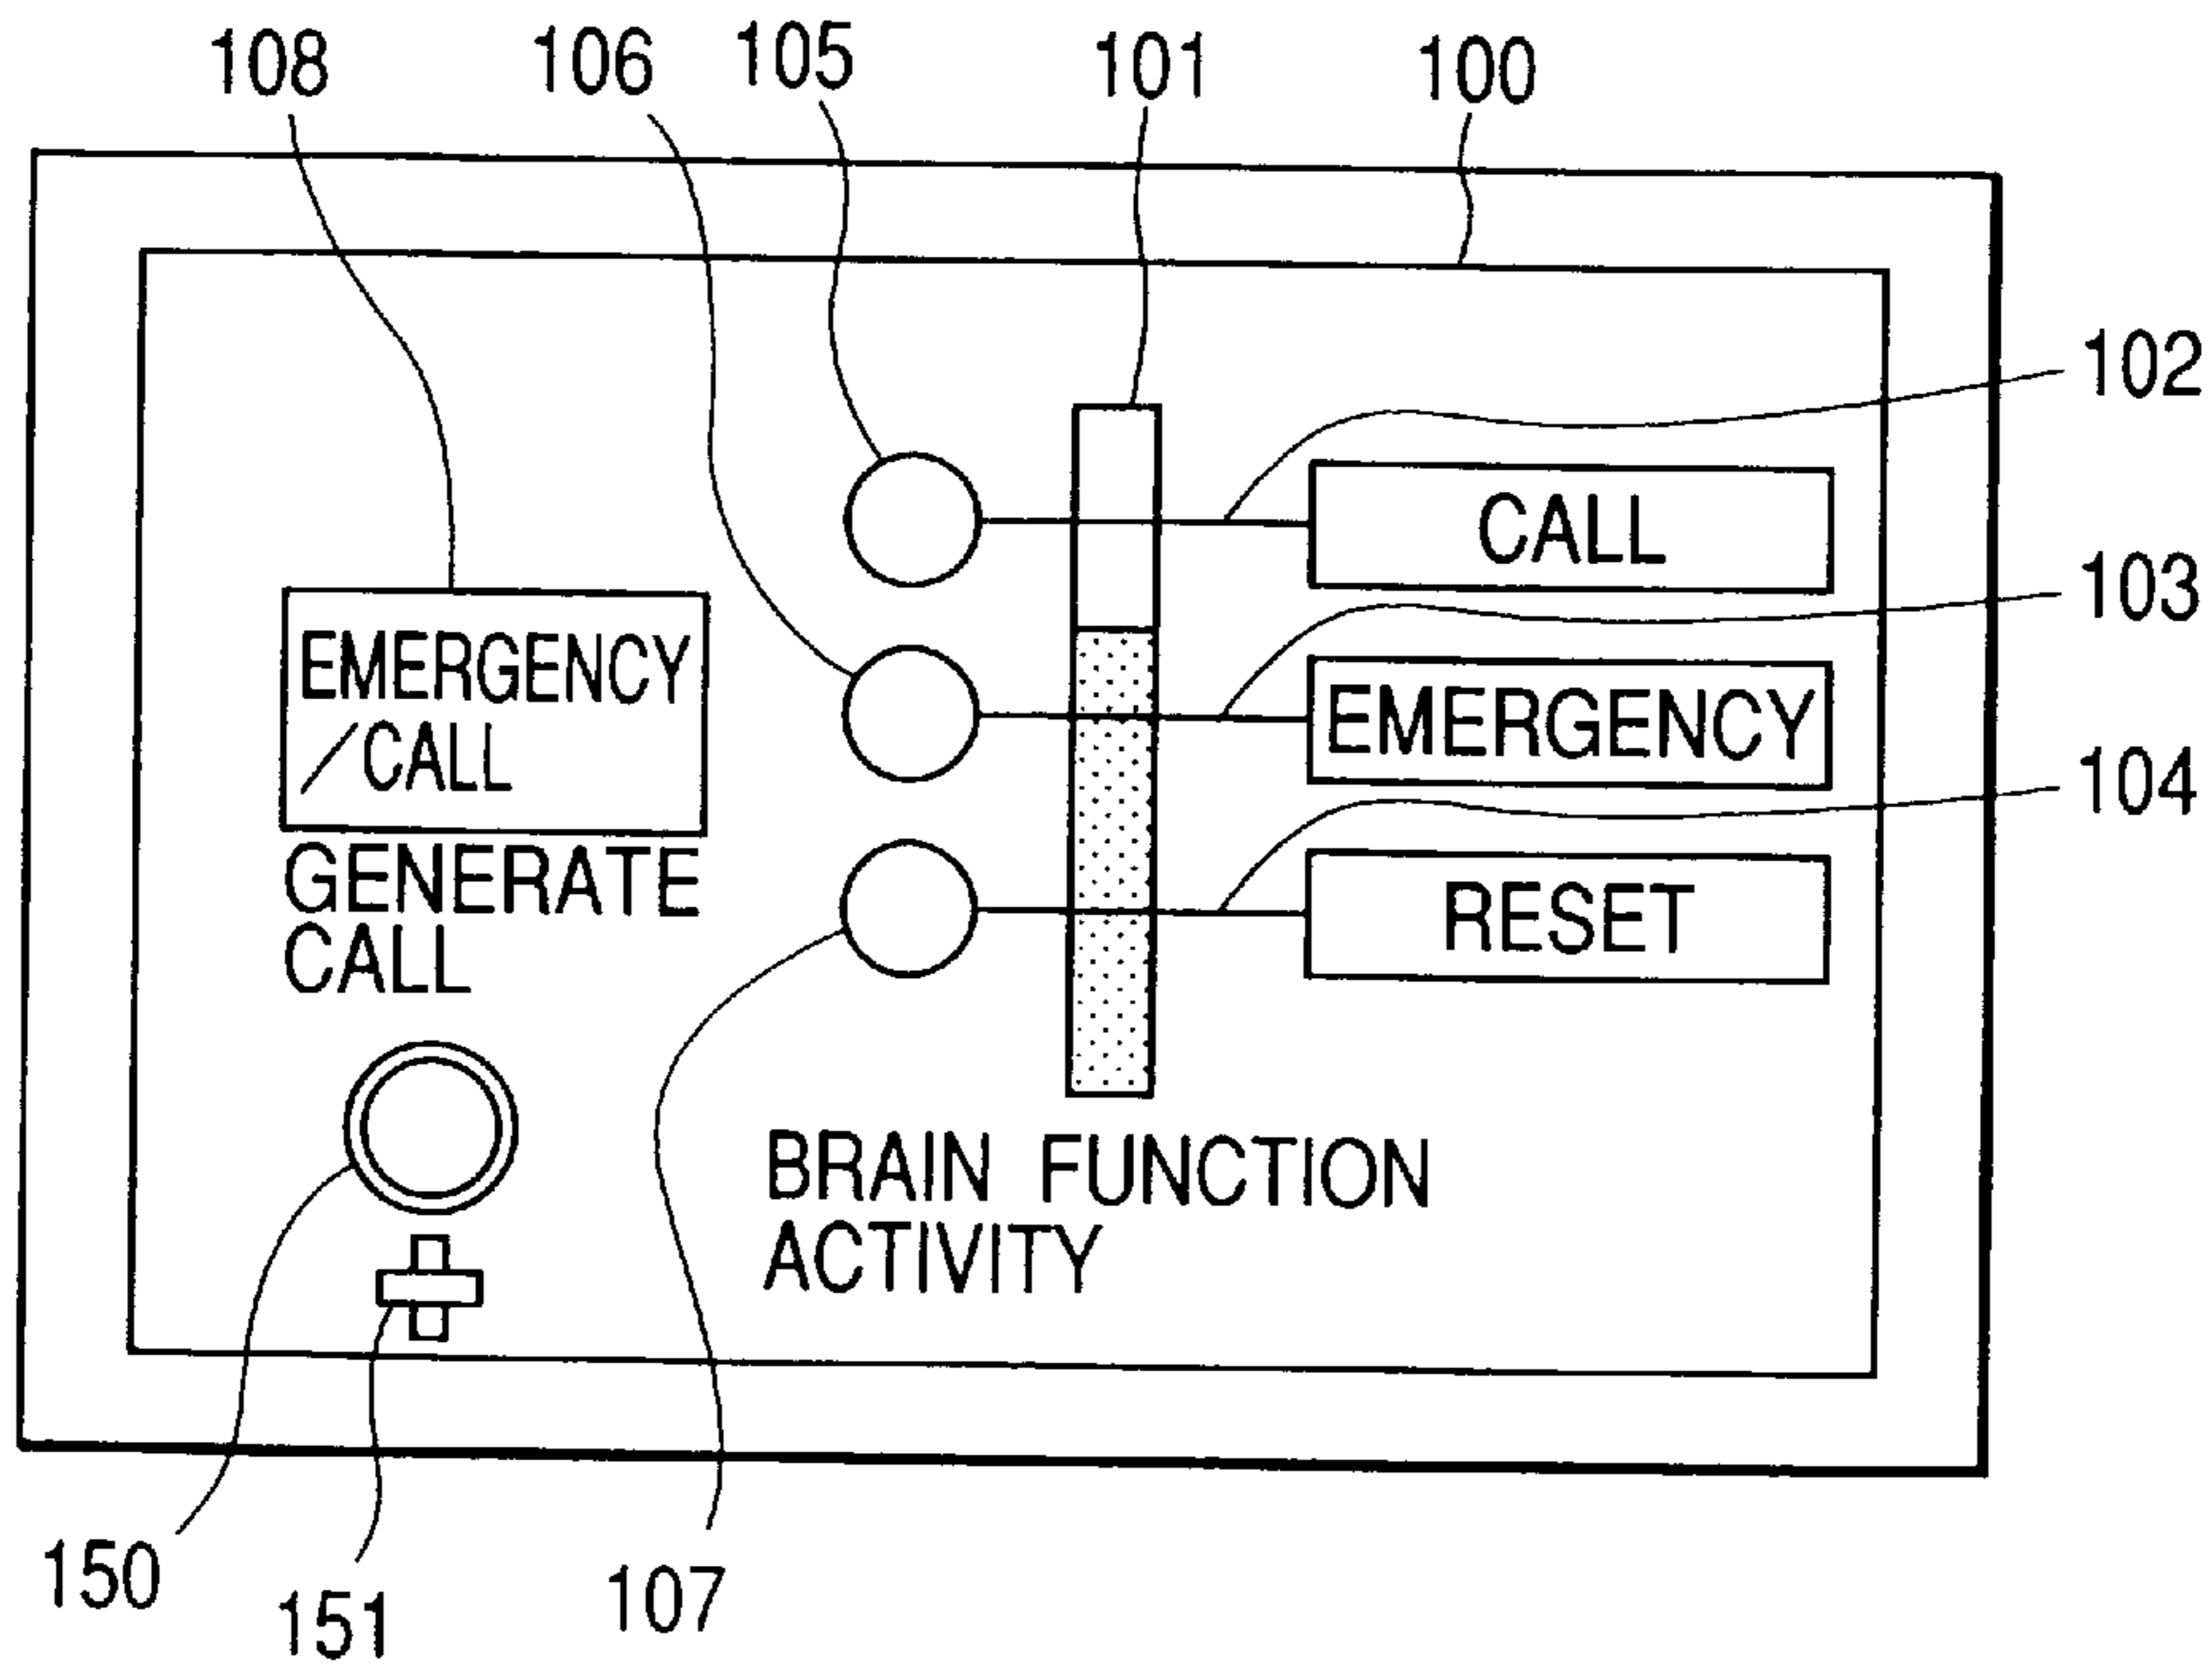 108
106
105
101
100
102
CALL
103
EMERGENCY
/CALL
EMERGENCY
104
GENERATE
CALL
RESET
BRAIN FUNCTION
ACTIVITY
150
151
107